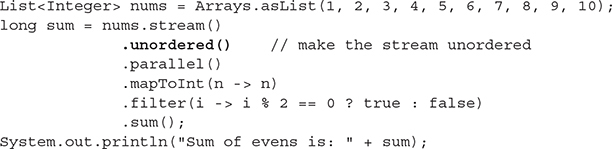 List<Integer> nums = Arrays.asList(1, 2, 3, 4, 5, 6, 7, 8, 9, 10);
long sum = nums.stream()
.unordered() // make the stream unordered
.parallel()
.mapToInt(n -> n)
.filter(i -> i % 2 == 0 ? true : false)
.sum();
System.out.println("Sum of evens is: " + sum);